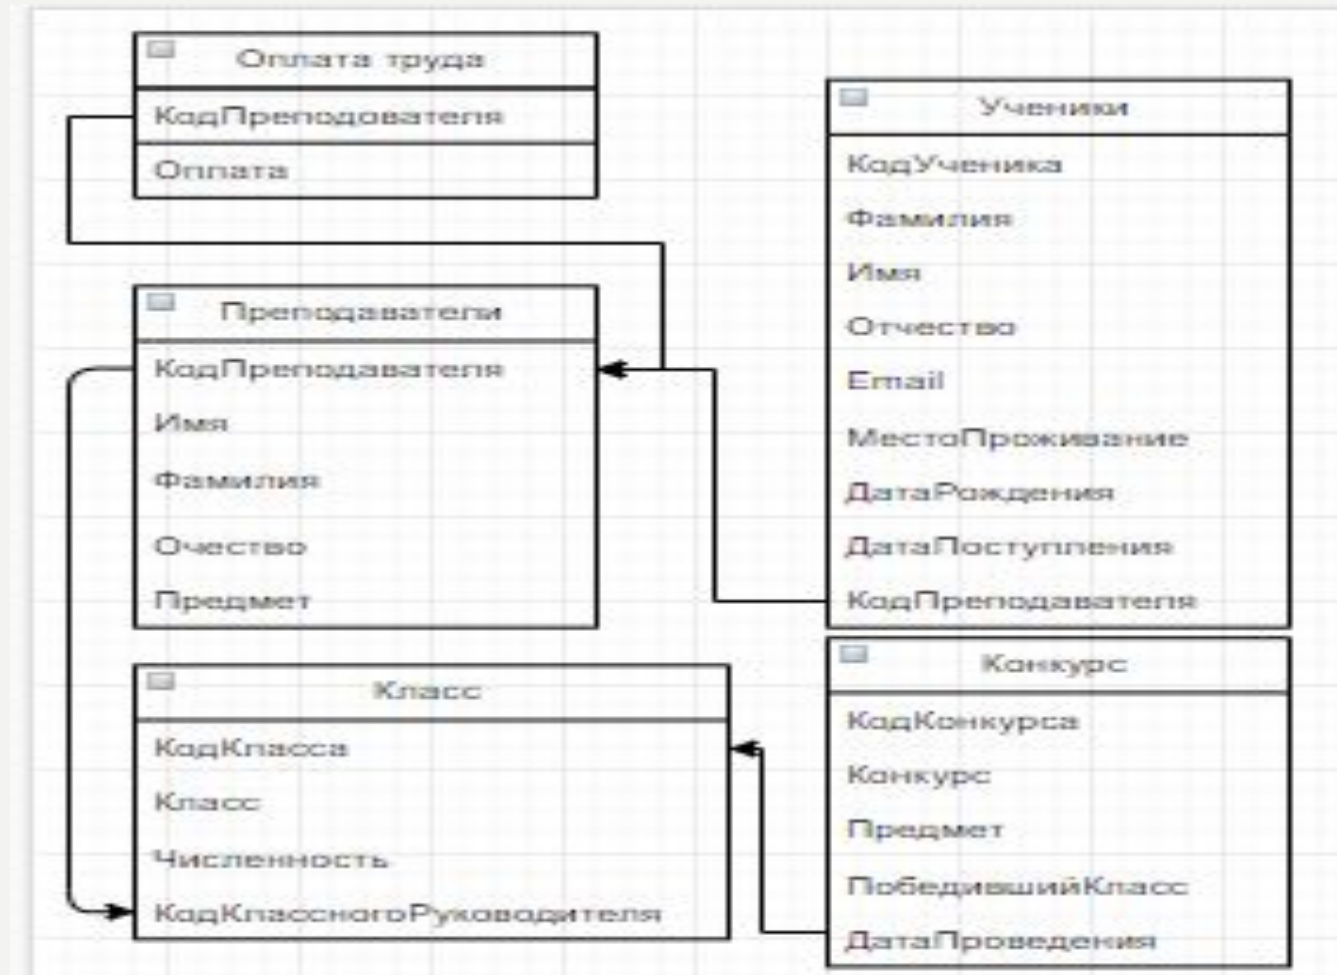 Оплата труда
КодПреподователя
Оплата
Преподаватели
КодПреподавателя
Имя
Фамилия
Очество
Предмет
Класс
КодКласса
Класс
Численность
КодКлассногоРуководителя
Ученики
КодУченика
Фамилия
Имя
Отчество
Email
МестоПроживание
ДатаРождения
ДатаПоступления
КодПреподавателя
Конкурс
КодКонкурса
Конкурс
Предмет
ПобедившийКласс
ДатаПроведения